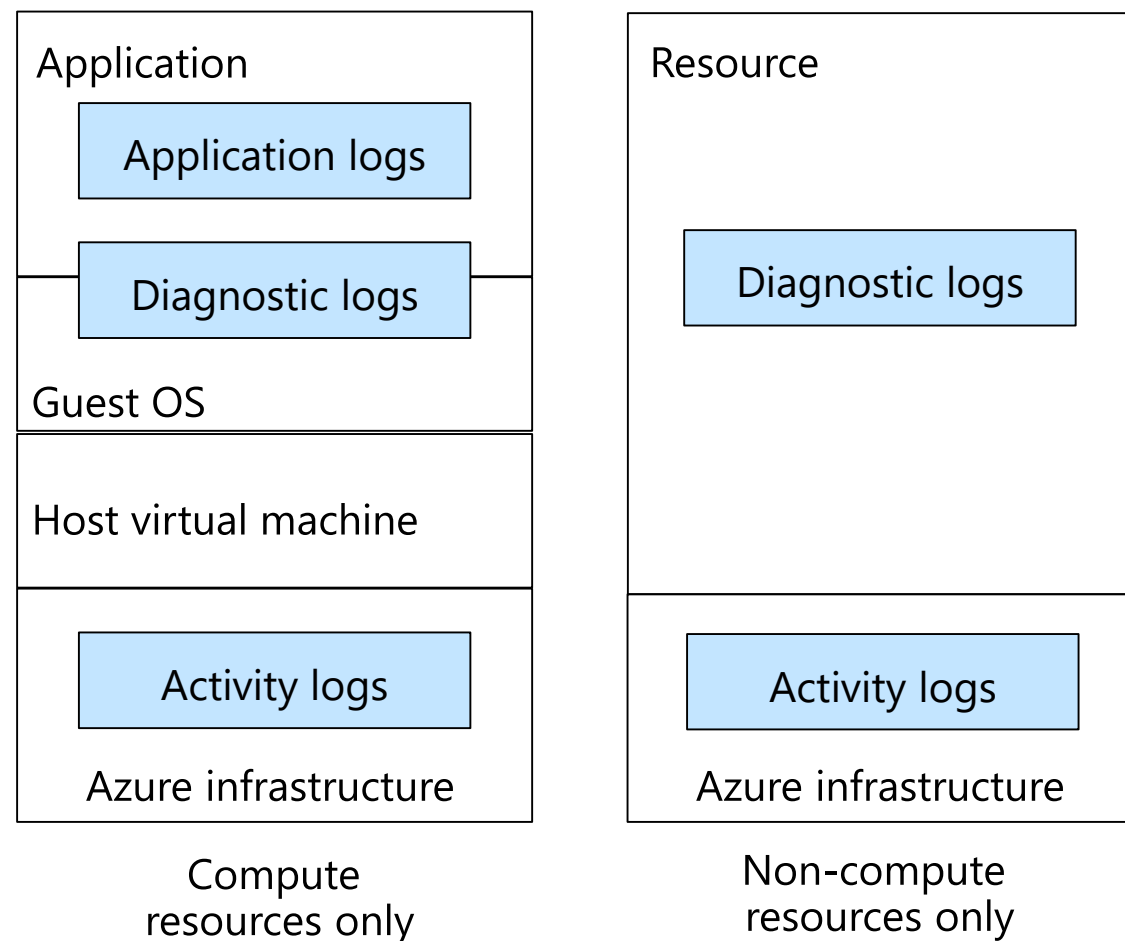 Application
Application logs
Diagnostic logs
Guest OS
Host virtual machine
Activity logs
Azure infrastructure
Compute
resources only
Resource
Diagnostic logs
Activity logs
Azure infrastructure
Non-compute
resources only